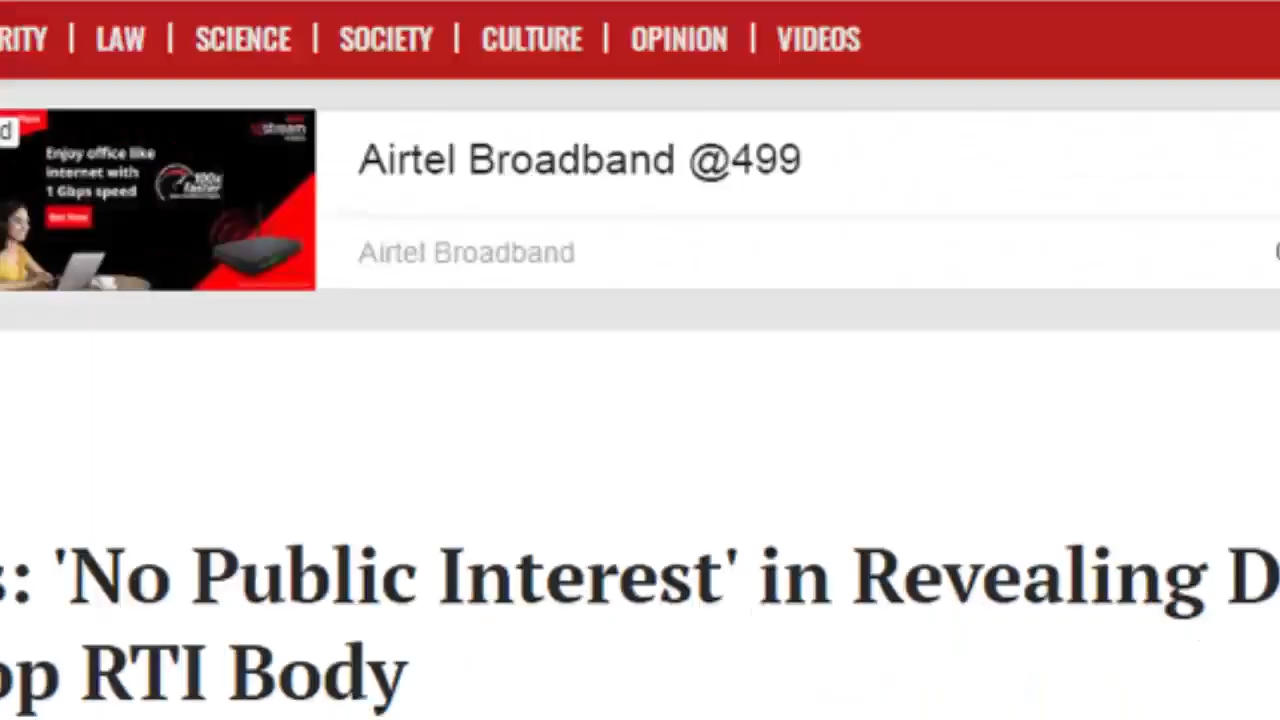 RITY | LAW | SCIENCE | SOCIETY | CULTURE | OPINION | VIDEOS
d
Enjoy office like
internet with
1 Gbps speed
Airtel Broadband @499
Airtel Broadband
s: 'No Public Interest' in Revealing D
op RTI Body